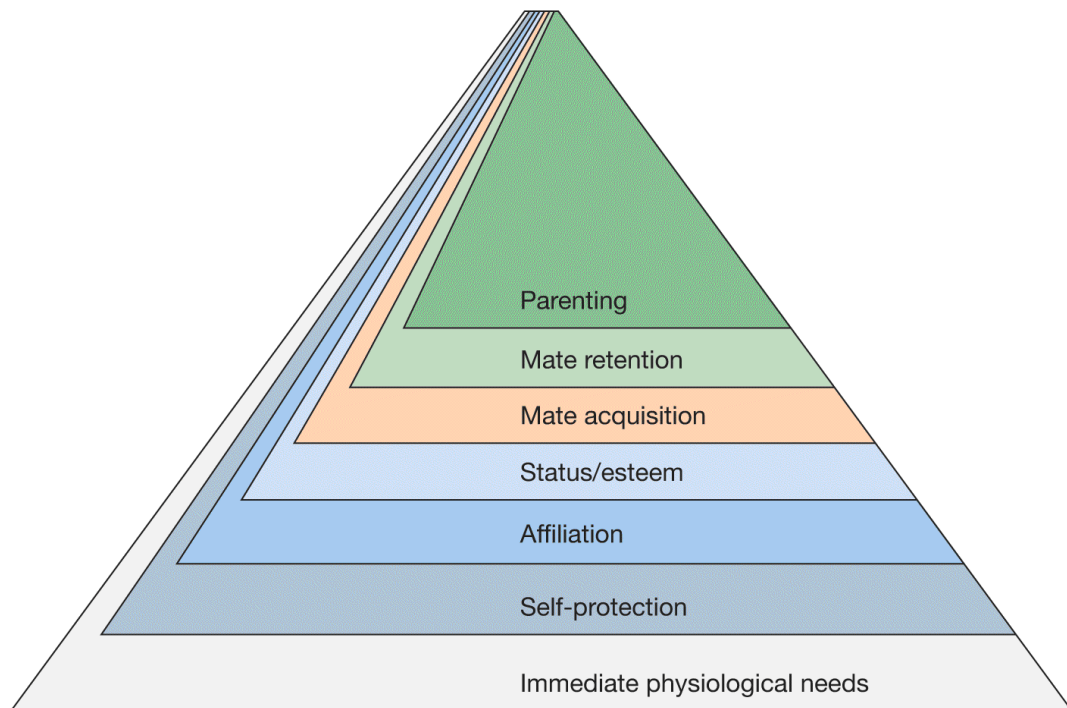 Parenting
Mate retention
Mate acquisition
Status/esteem
Affiliation
Self-protection
Immediate physiological needs